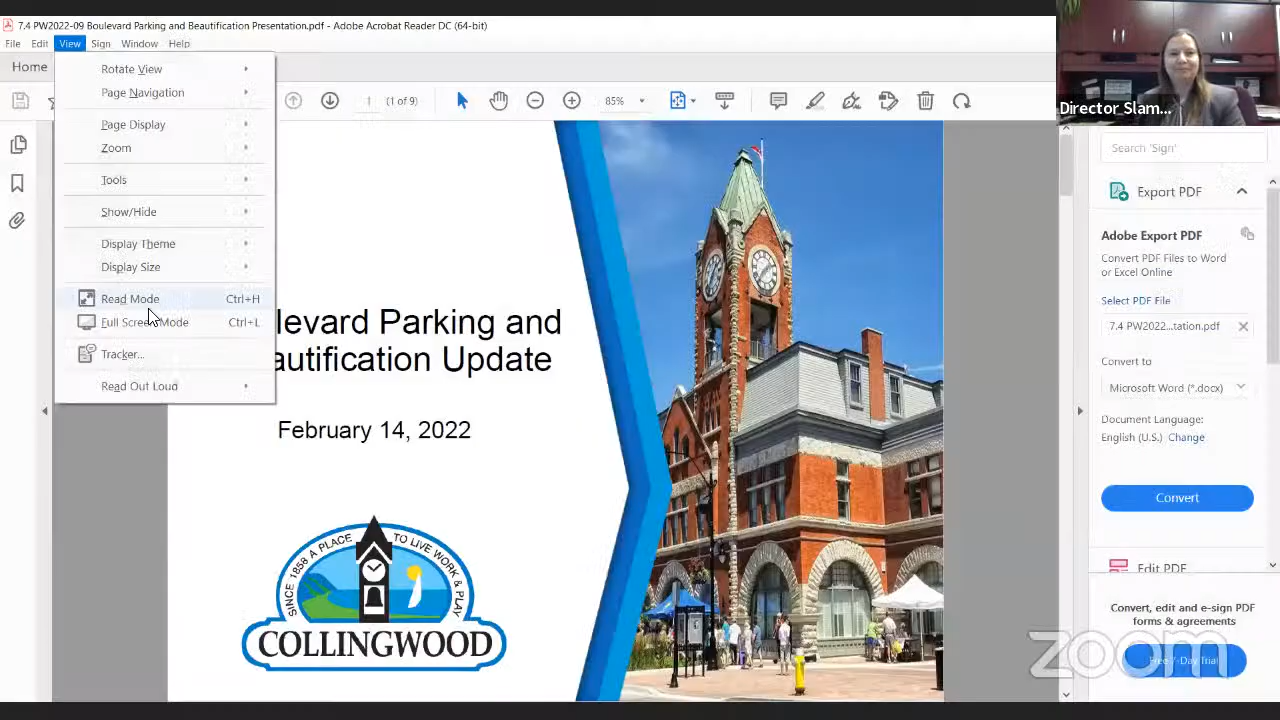 7.4 PW2022-09 Boulevard Parking and Beautification Presentation.pdf - Adobe Acrobat Reader DC (64-bit)
File Edit View Sign Window Help
Home
Rotate View
Page Navigation
Page Display
Zoom
Tools
Show/Hide
Display Theme
Display Size
Read Mode Ctrl+H
Full Screen Mode Ctrl+L
Tracker...
Read Out Loud
1 (1 of 9)
85%
levard Parking and
autification Update
February 14, 2022
SINCE 1858 A PLACE TO LIVE WORK & PLAY
COLLINGWOOD
Director Slam...
Search 'Sign'
Export PDF
Adobe Export PDF
Convert PDF Files to Word
or Excel Online
Select PDF File
7.4 PW2022...tation.pdf
Convert to
Microsoft Word (*.docx)
Document Language:
English (U.S.) Change
Convert
Edit PDF
Convert, edit and e-sign PDF
forms & agreements
Free 7-Day Trial
zoom